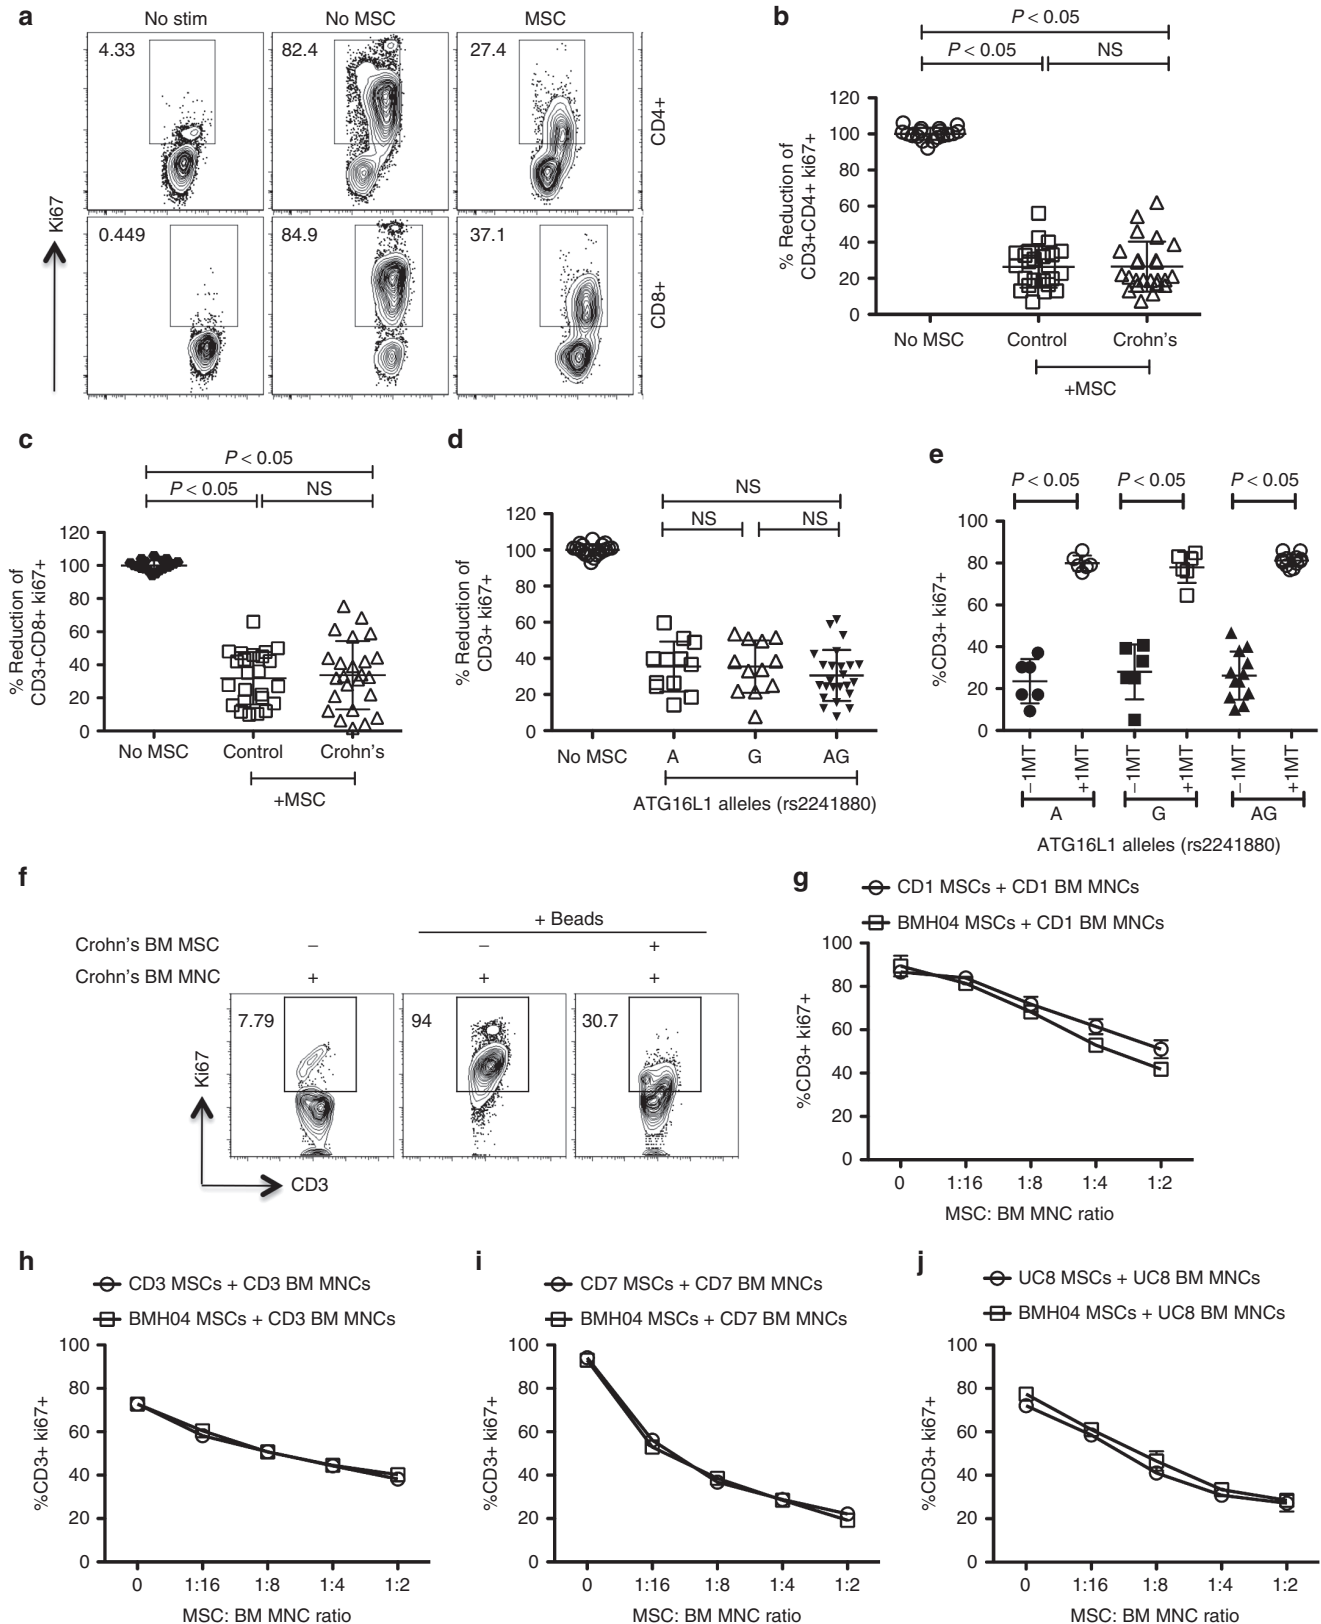 a
No stim
No MSC
MSC
4.33
82.4
27.4
CD4+
0.449
84.9
37.1
CD8+
Ki67
b
P < 0.05
P < 0.05
NS
% Reduction of
CD3+CD4+ ki67+
120
100
80
60
40
20
0
No MSC
Control
Crohn's
+MSC
c
P < 0.05
P < 0.05
NS
% Reduction of
CD3+CD8+ ki67+
120
100
80
60
40
20
0
No MSC
Control
Crohn's
+MSC
d
NS
NS
NS
% Reduction of
CD3+ ki67+
120
100
80
60
40
20
0
No MSC
A
G
AG
ATG16L1 alleles (rs2241880)
e
P < 0.05
P < 0.05
P < 0.05
%CD3+ ki67+
100
80
60
40
20
0
– 1MT
+1MT
– 1MT
+1MT
– 1MT
+1MT
A
G
AG
ATG16L1 alleles (rs2241880)
f
+ Beads
Crohn's BM MSC – – +
Crohn's BM MNC + + +
7.79
94
30.7
Ki67
CD3
g
CD1 MSCs + CD1 BM MNCs
BMH04 MSCs + CD1 BM MNCs
%CD3+ ki67+
100
80
60
40
20
0
0 1:16 1:8 1:4 1:2
MSC: BM MNC ratio
h
CD3 MSCs + CD3 BM MNCs
BMH04 MSCs + CD3 BM MNCs
%CD3+ ki67+
100
80
60
40
20
0
0 1:16 1:8 1:4 1:2
MSC: BM MNC ratio
i
CD7 MSCs + CD7 BM MNCs
BMH04 MSCs + CD7 BM MNCs
%CD3+ ki67+
100
80
60
40
20
0
0 1:16 1:8 1:4 1:2
MSC: BM MNC ratio
j
UC8 MSCs + UC8 BM MNCs
BMH04 MSCs + UC8 BM MNCs
%CD3+ ki67+
100
80
60
40
20
0
0 1:16 1:8 1:4 1:2
MSC: BM MNC ratio